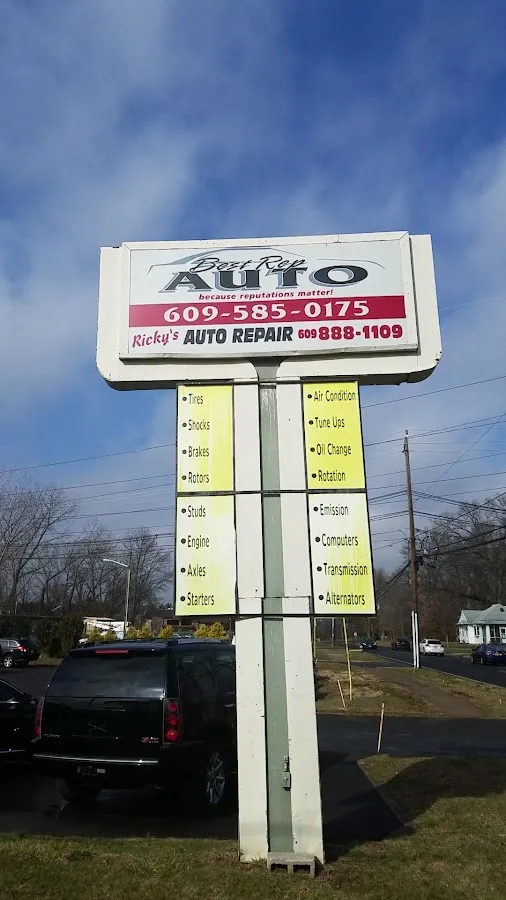 Best Rep
AUTO
because reputations matter!
609-585-0175
Ricky's AUTO REPAIR 609 888-1109
• Tires
• Shocks
• Brakes
• Rotors
• Studs
• Engine
• Axles
• Starters
• Air Condition
• Tune Ups
• Oil Change
• Rotation
• Emission
• Computers
• Transmission
• Alternators